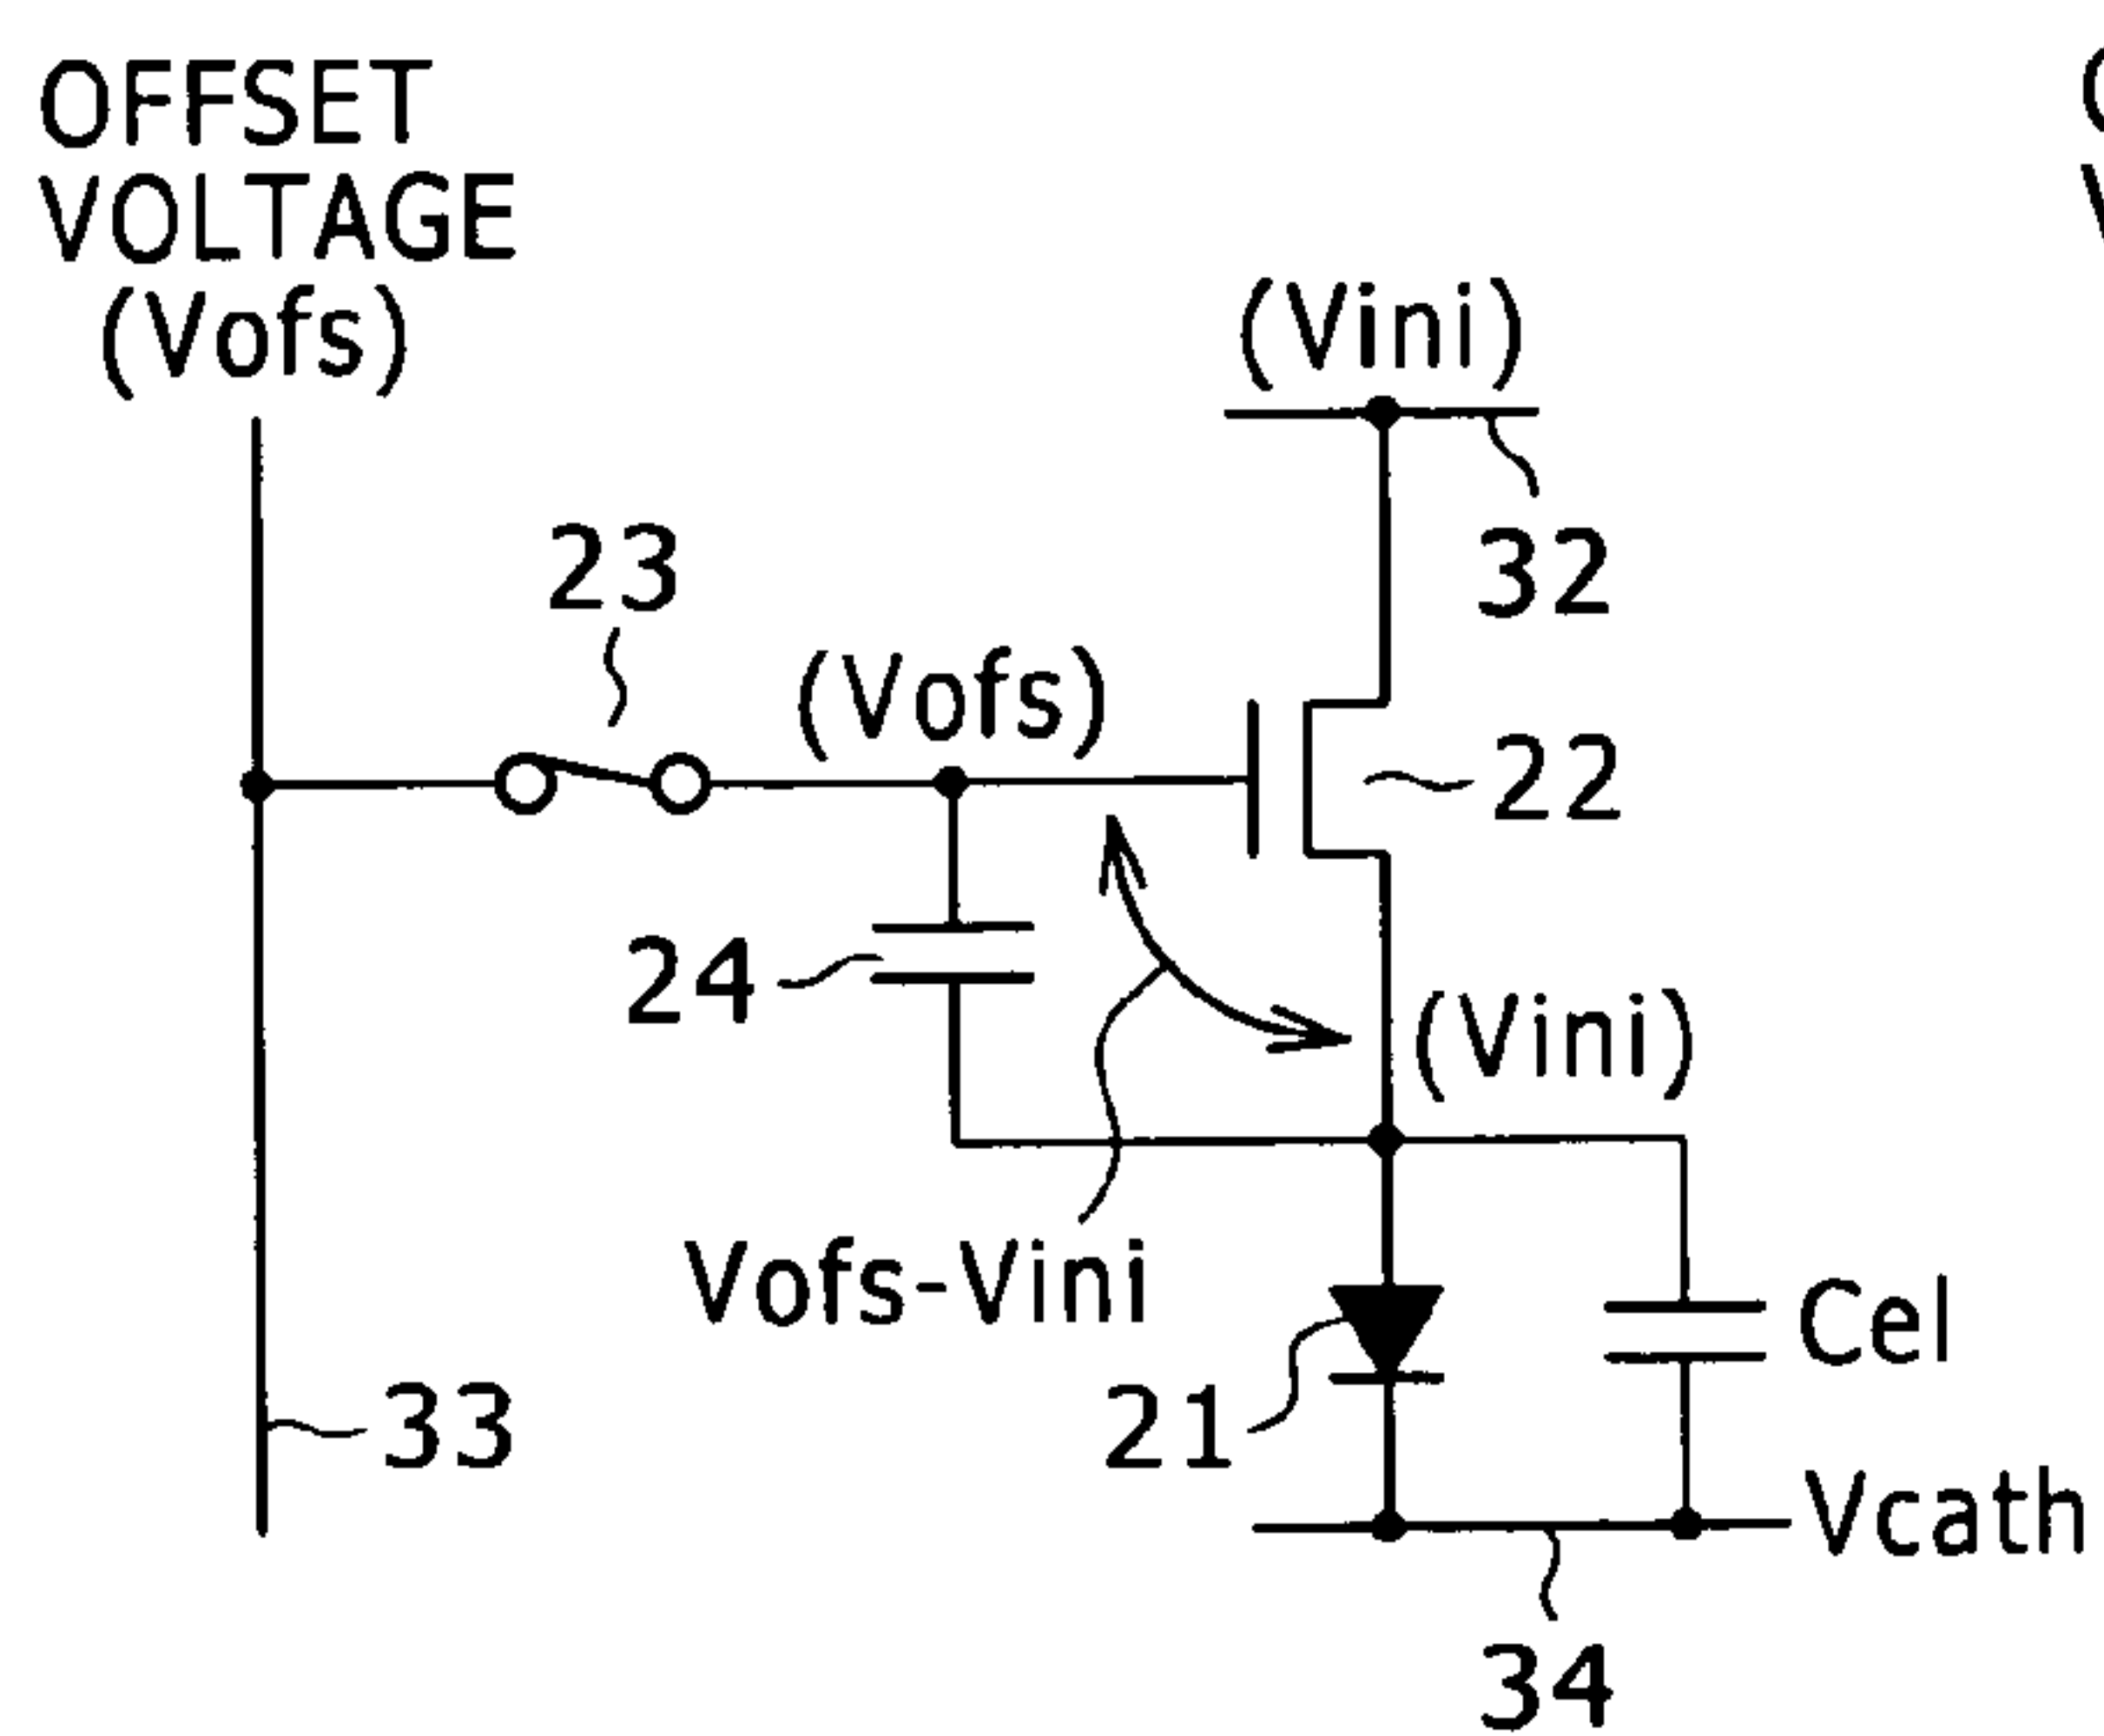 OFFSET
VOLTAGE
(Vofs)
(Vini)
32
23
(Vofs)
22
24
(Vini)
Vofs-Vini
Cel
21
33
Vcath
34